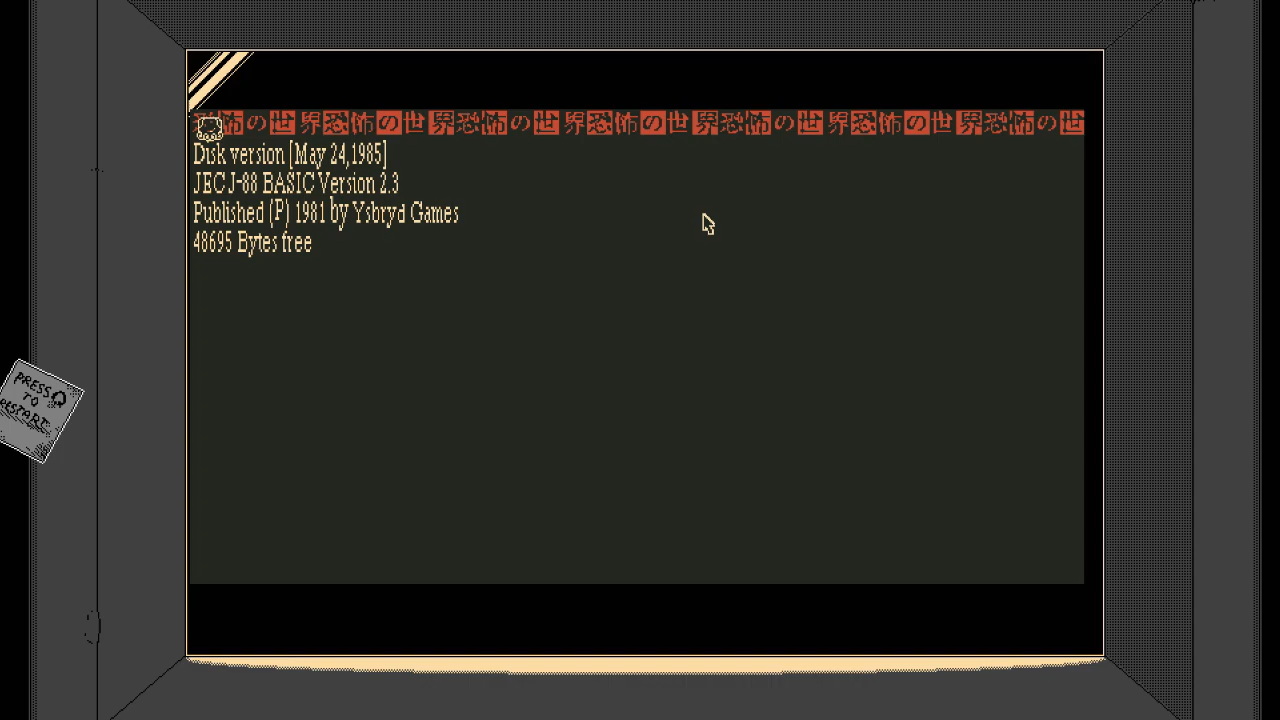 恐怖の世界恐怖の世界恐怖の世界恐怖の世界恐怖の世界恐怖の世界恐怖の世
Disk version [May 24,1985]
JEC J-88 BASIC Version 2.3
Published (P) 1981 by Ysbryd Games
48695 Bytes free
PRESS Q
TO
RESTART